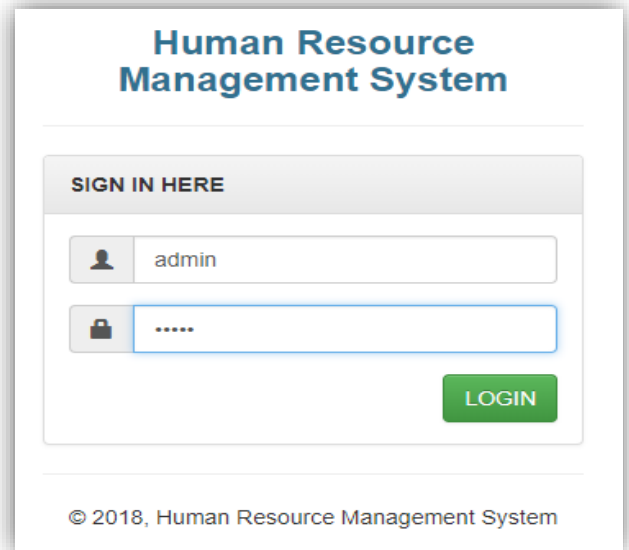 Human Resource
Management System
SIGN IN HERE
admin
•••••
LOGIN
© 2018, Human Resource Management System